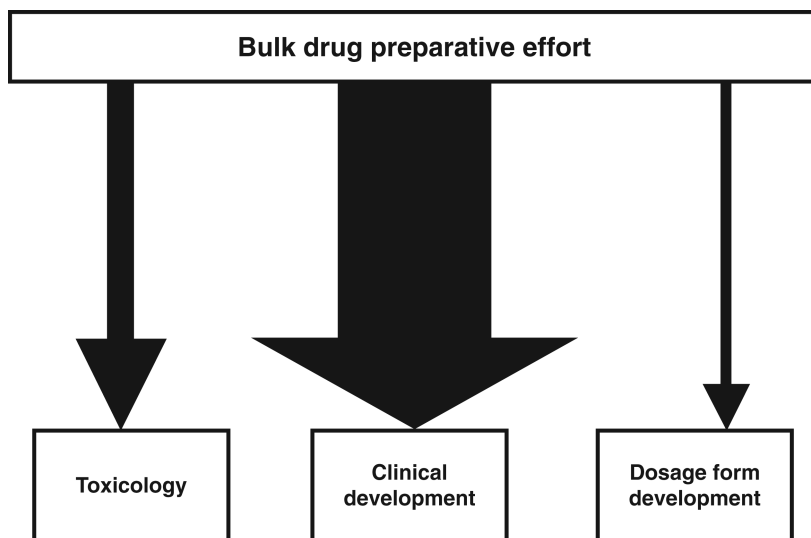 Bulk drug preparative effort
Toxicology
Clinical
development
Dosage form
development